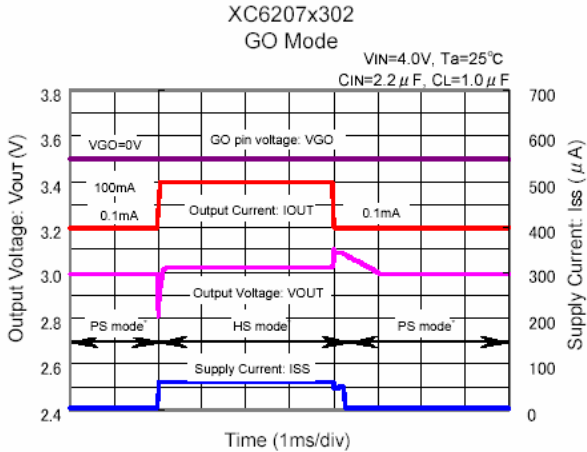 XC6207x302
GO Mode
VIN=4.0V, Ta=25℃
CIN=2.2μF, CL=1.0μF
Output Voltage: VOUT (V)
3.8
3.6
3.4
3.2
3.0
2.8
2.6
2.4
VGO=0V
GO pin voltage: VGO
100mA
0.1mA
Output Current: IOUT
0.1mA
Output Voltage: VOUT
PS mode
HS mode
PS mode
Supply Current: ISS
700
600
500
400
300
200
100
0
Supply Current: Iss (μA)
Time (1ms/div)